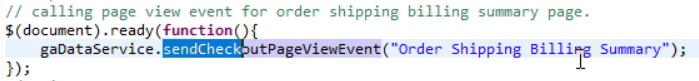 // calling page view event for order shipping billing summary page.
$(document).ready(function(){
    gaDataService.sendCheckoutPageViewEvent("Order Shipping Billing Summary");
});